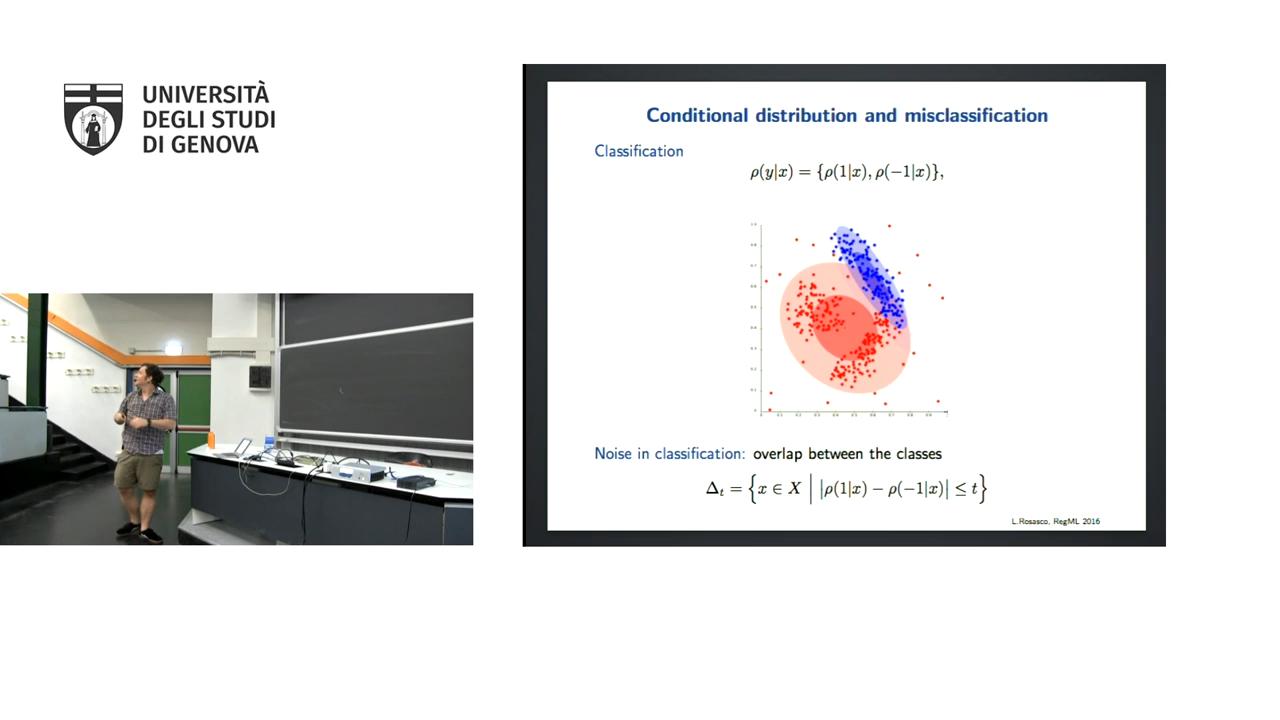 UNIVERSITÀ
DEGLI STUDI
DI GENOVA
Conditional distribution and misclassification
Classification
ρ(y|x) = {ρ(1|x), ρ(−1|x)},
Noise in classification: overlap between the classes
Δₜ = {x ∈ X | |ρ(1|x) − ρ(−1|x)| ≤ t}
L.Rosasco, RegML 2016